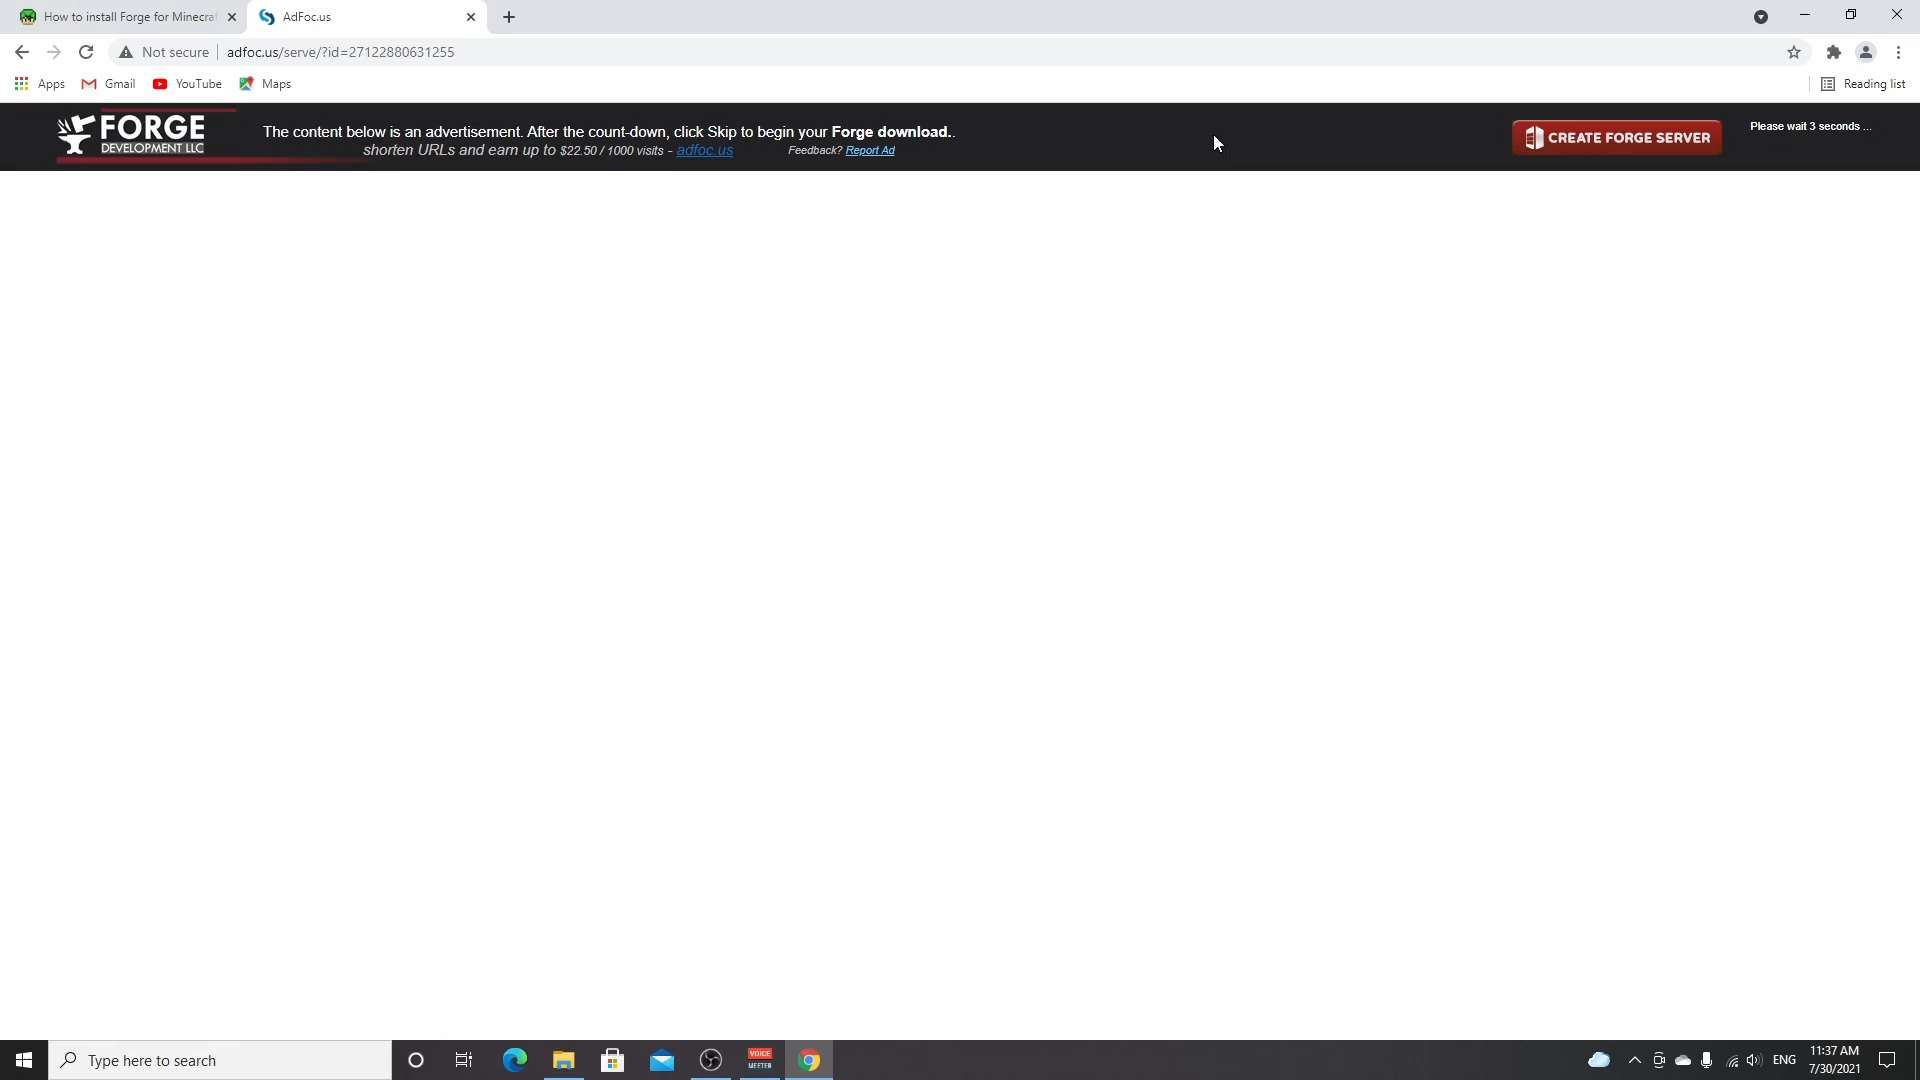 How to install Forge for Minecraf
AdFoc.us
Not secure
adfoc.us/serve/?id=27122880631255
Apps
Gmail
YouTube
Maps
Reading list
FORGE
DEVELOPMENT LLC
The content below is an advertisement. After the count-down, click Skip to begin your Forge download..
shorten URLs and earn up to $22.50 / 1000 visits - adfoc.us
Feedback? Report Ad
CREATE FORGE SERVER
Please wait 3 seconds ...
Type here to search
VOICE
MEETER
ENG
11:37 AM
7/30/2021